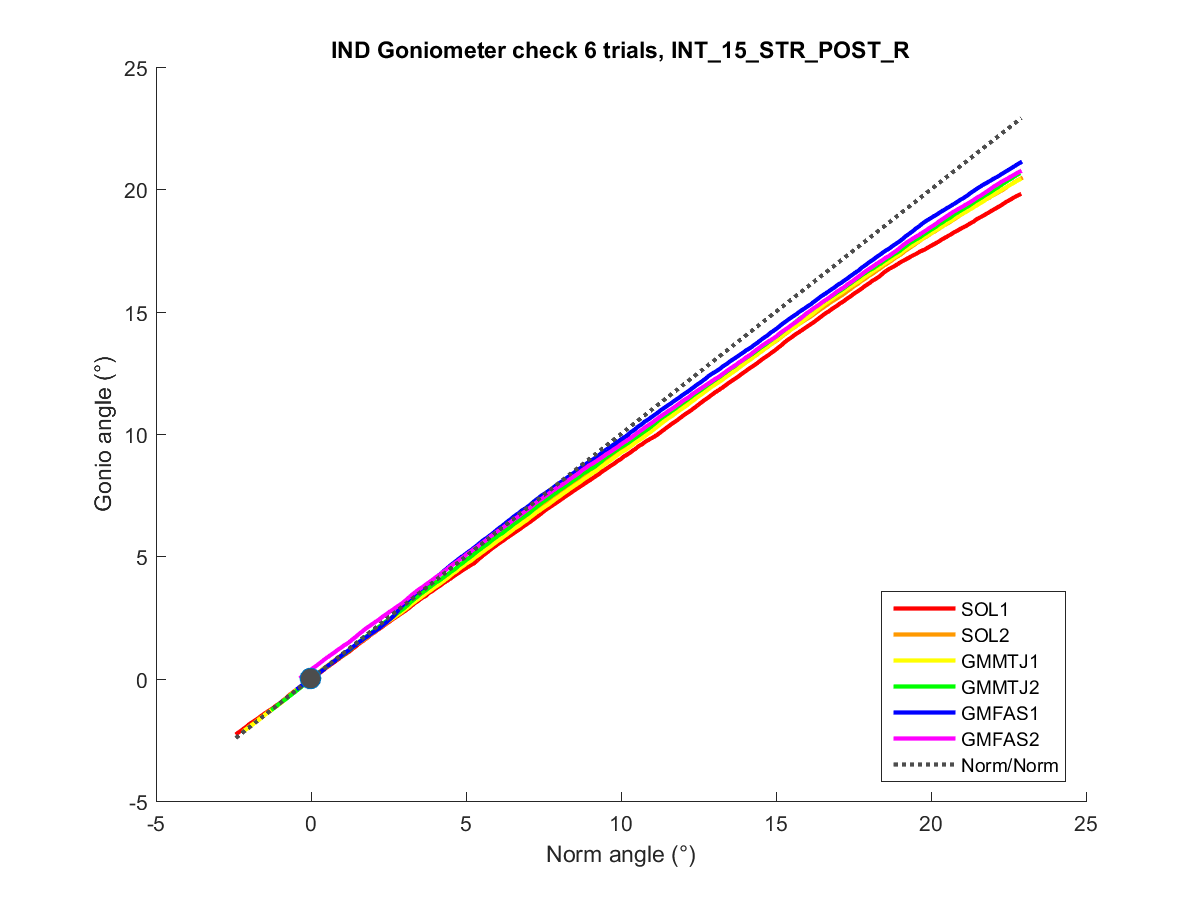 IND Goniometer check 6 trials, INT_15_STR_POST_R
25
20
15
10
5
0
-5
Gonio angle (°)
-5 0 5 10 15 20 25
Norm angle (°)
SOL1
SOL2
GMMTJ1
GMMTJ2
GMFAS1
GMFAS2
Norm/Norm